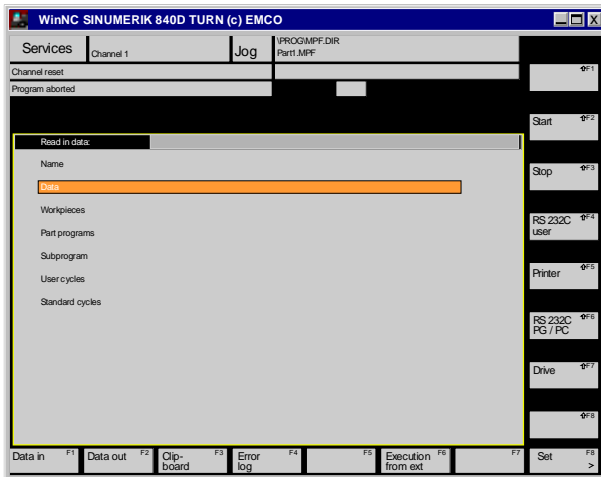 WinNC SINUMERIK 840D TURN (c) EMCO
Services
Channel 1
Jog
\PROG\MPF.DIR
Part1.MPF
Channel reset
Program aborted
Read in data:
Name
Data
Workpieces
Part programs
Subprogram
User cycles
Standard cycles
⇧F1
Start ⇧F2
Stop ⇧F3
RS 232C ⇧F4
user
Printer ⇧F5
RS 232C ⇧F6
PG / PC
Drive ⇧F7
⇧F8
Data in F1
Data out F2
Clip- F3
board
Error F4
log
F5
Execution F6
from ext
F7
Set F8
>